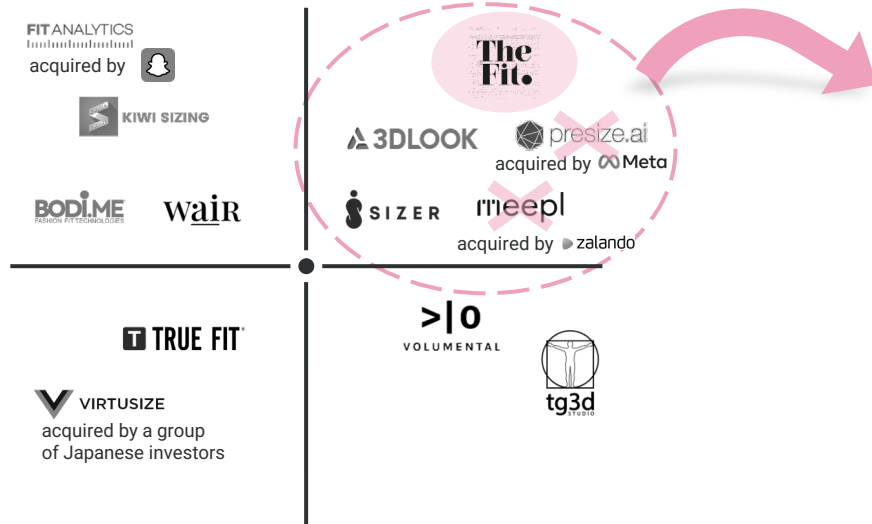 FIT ANALYTICS
acquired by
The
Fit.
S KIWI SIZING
3DLOOK
presize.ai
acquired by Meta
BODI.ME
FASHION FIT TECHNOLOGIES
waiR
SIZER
meepl
acquired by zalando
T TRUE FIT
>|0
VOLUMENTAL
tg3d
STUDIO
VIRTUSIZE
acquired by a group
of Japanese investors